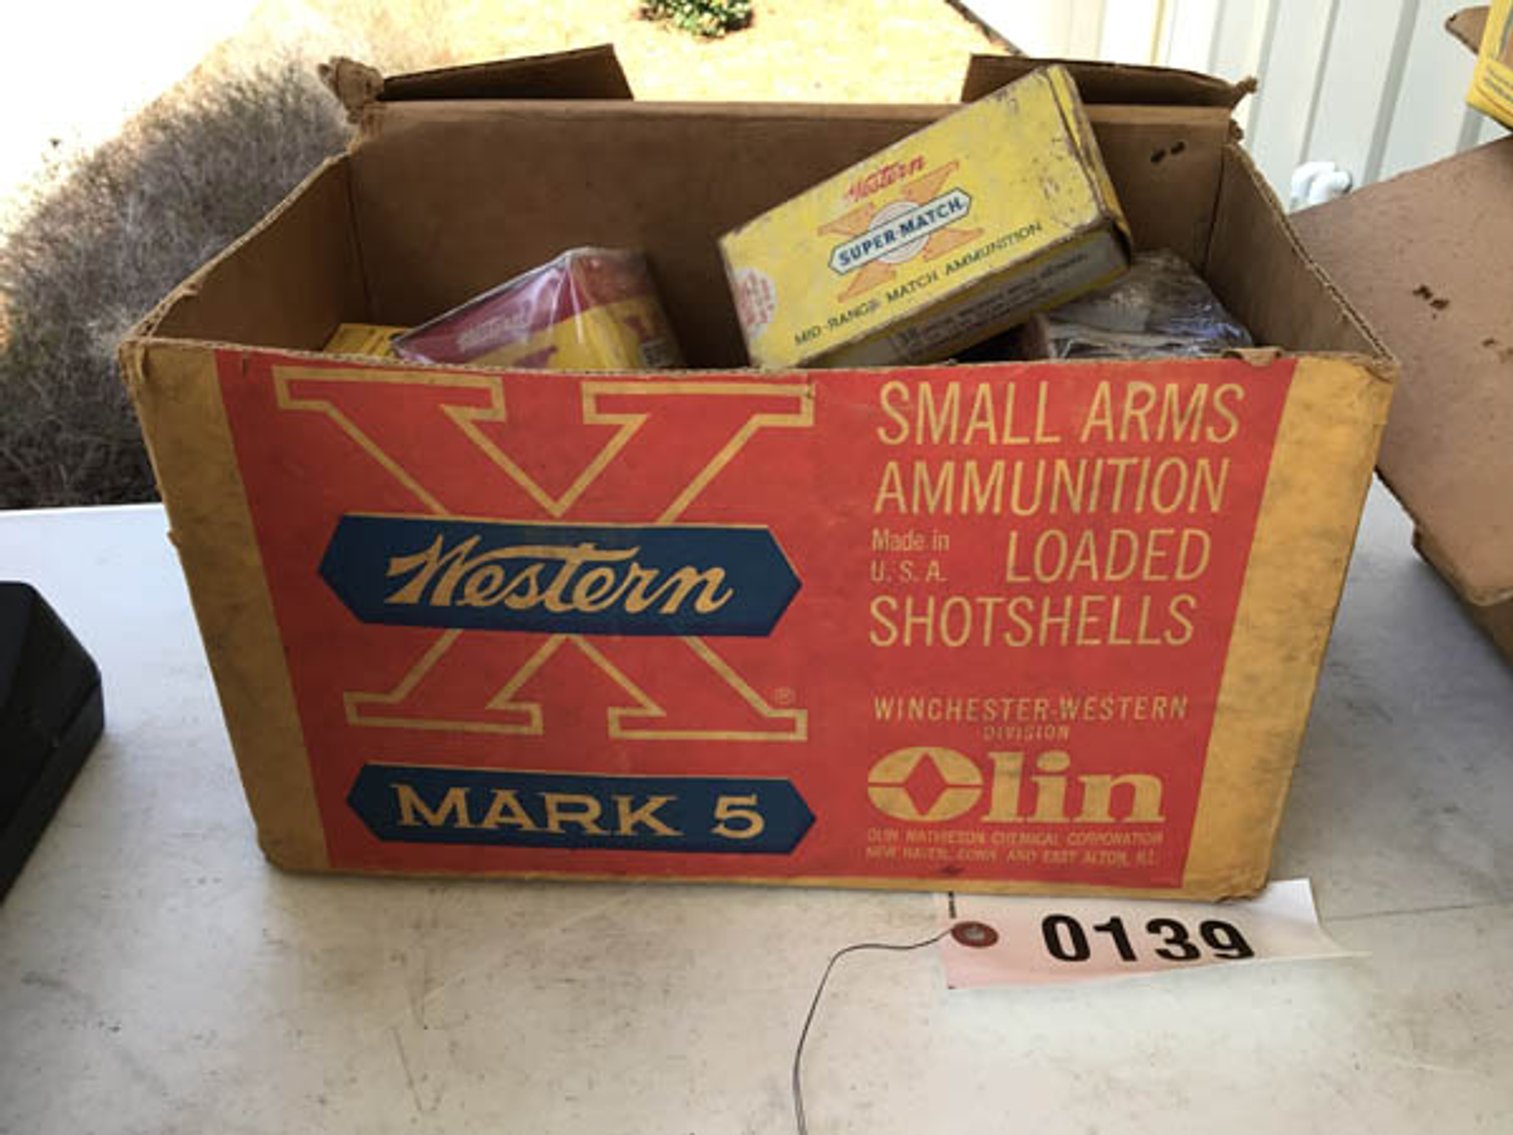 Western
SUPER-MATCH
MID-RANGE MATCH AMMUNITION
38
Western
®
MARK 5
SMALL ARMS
AMMUNITION
Made in
U. S. A.
LOADED
SHOTSHELLS
WINCHESTER-WESTERN
DIVISION
Olin
OLIN MATHIESON CHEMICAL CORPORATION
NEW HAVEN, CONN. AND EAST ALTON, ILL.
0139